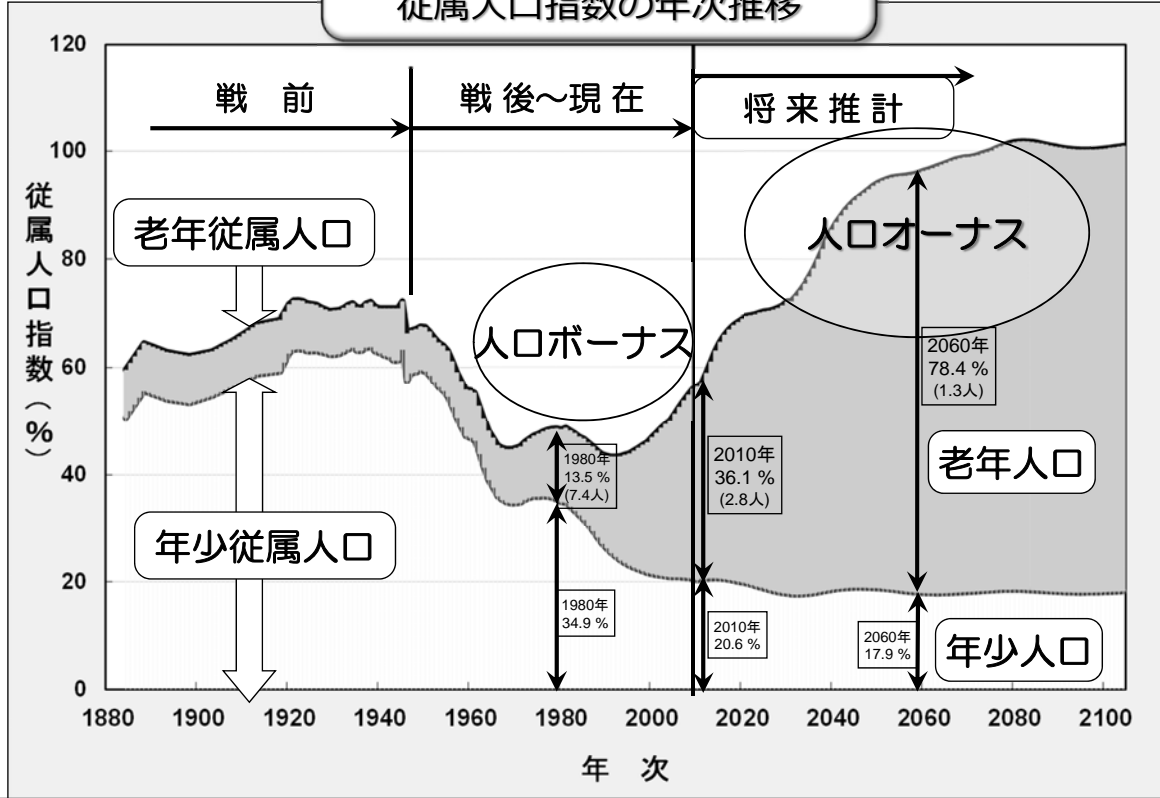 従属人口指数の年次推移
120
100
80
60
40
20
0
従属人口指数(%)
戦 前
戦後~現在
将来推計
老年従属人口
人口ボーナス
人口オーナス
年少従属人口
1980年
13.5 %
(7.4人)
1980年
34.9 %
2010年
36.1 %
(2.8人)
2010年
20.6 %
2060年
78.4 %
(1.3人)
老年人口
2060年
17.9 %
年少人口
1880 1900 1920 1940 1960 1980 2000 2020 2040 2060 2080 2100
年 次